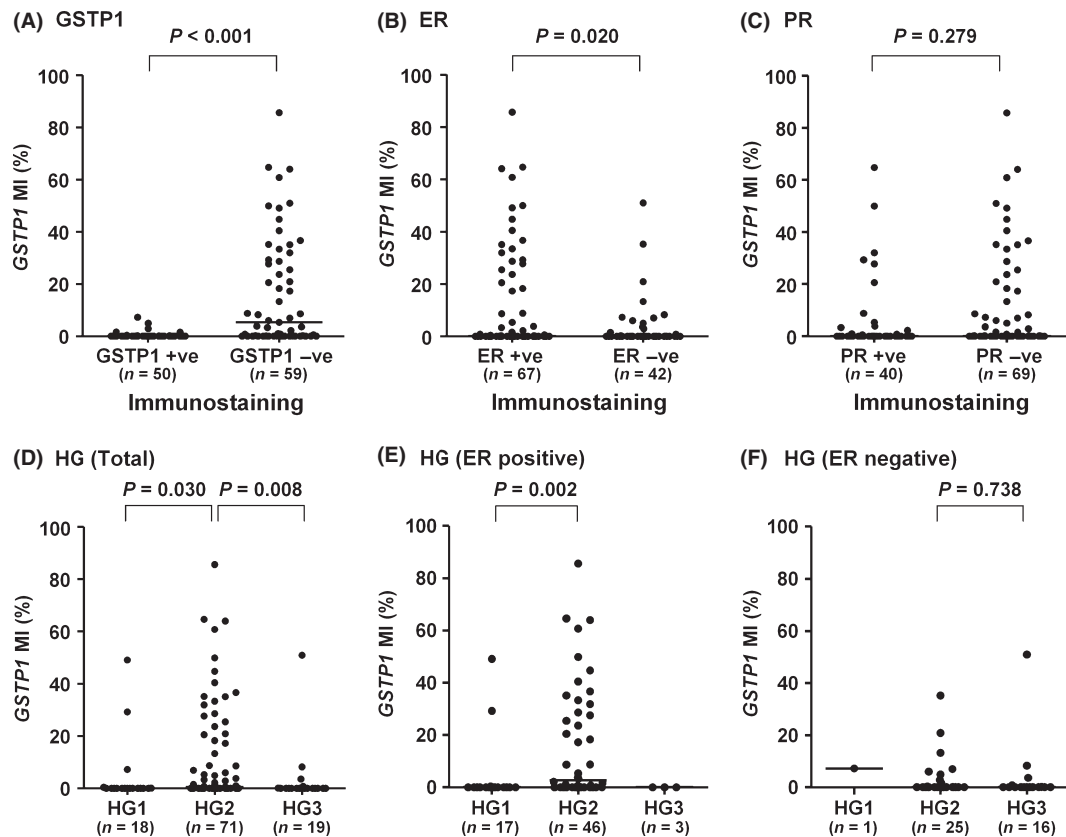 (A) GSTP1
P < 0.001
100
80
60
40
20
0
GSTP1 MI (%)
GSTP1 +ve
(n = 50)
GSTP1 –ve
(n = 59)
Immunostaining
(B) ER
P = 0.020
100
80
60
40
20
0
GSTP1 MI (%)
ER +ve
(n = 67)
ER –ve
(n = 42)
Immunostaining
(C) PR
P = 0.279
100
80
60
40
20
0
GSTP1 MI (%)
PR +ve
(n = 40)
PR –ve
(n = 69)
Immunostaining
(D) HG (Total)
P = 0.030
P = 0.008
100
80
60
40
20
0
GSTP1 MI (%)
HG1
(n = 18)
HG2
(n = 71)
HG3
(n = 19)
(E) HG (ER positive)
P = 0.002
100
80
60
40
20
0
GSTP1 MI (%)
HG1
(n = 17)
HG2
(n = 46)
HG3
(n = 3)
(F) HG (ER negative)
P = 0.738
100
80
60
40
20
0
GSTP1 MI (%)
HG1
(n = 1)
HG2
(n = 25)
HG3
(n = 16)